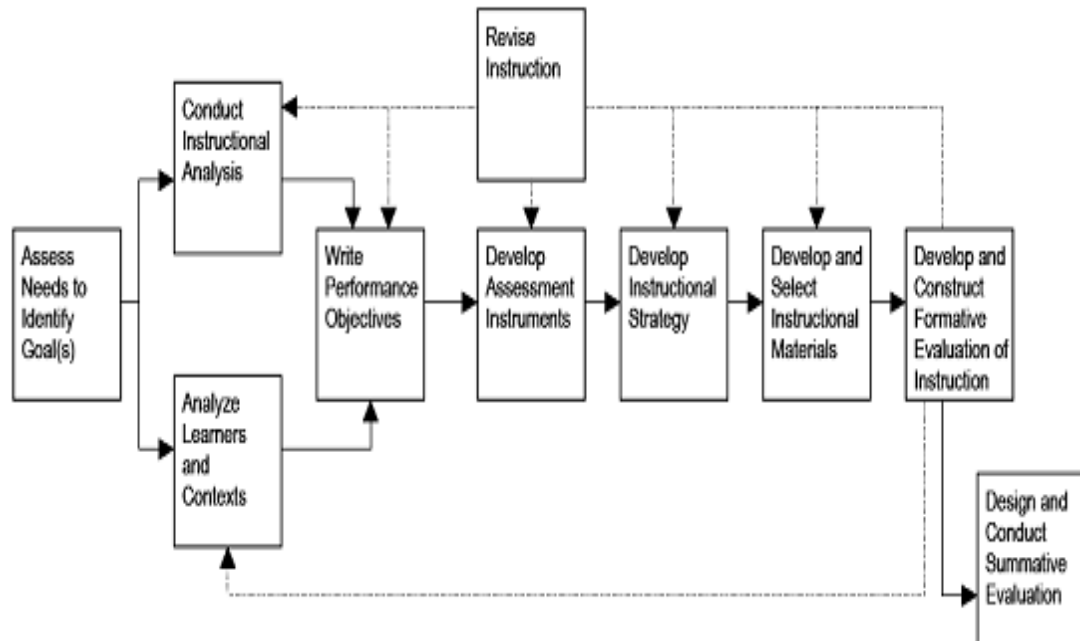 Revise
Instruction
Conduct
Instructional
Analysis
Assess
Needs to
Identify
Goal(s)
Write
Performance
Objectives
Develop
Assessment
Instruments
Develop
Instructional
Strategy
Develop and
Select
Instructional
Materials
Develop and
Construct
Formative
Evaluation of
Instruction
Analyze
Learners
and
Contexts
Design and
Conduct
Summative
Evaluation